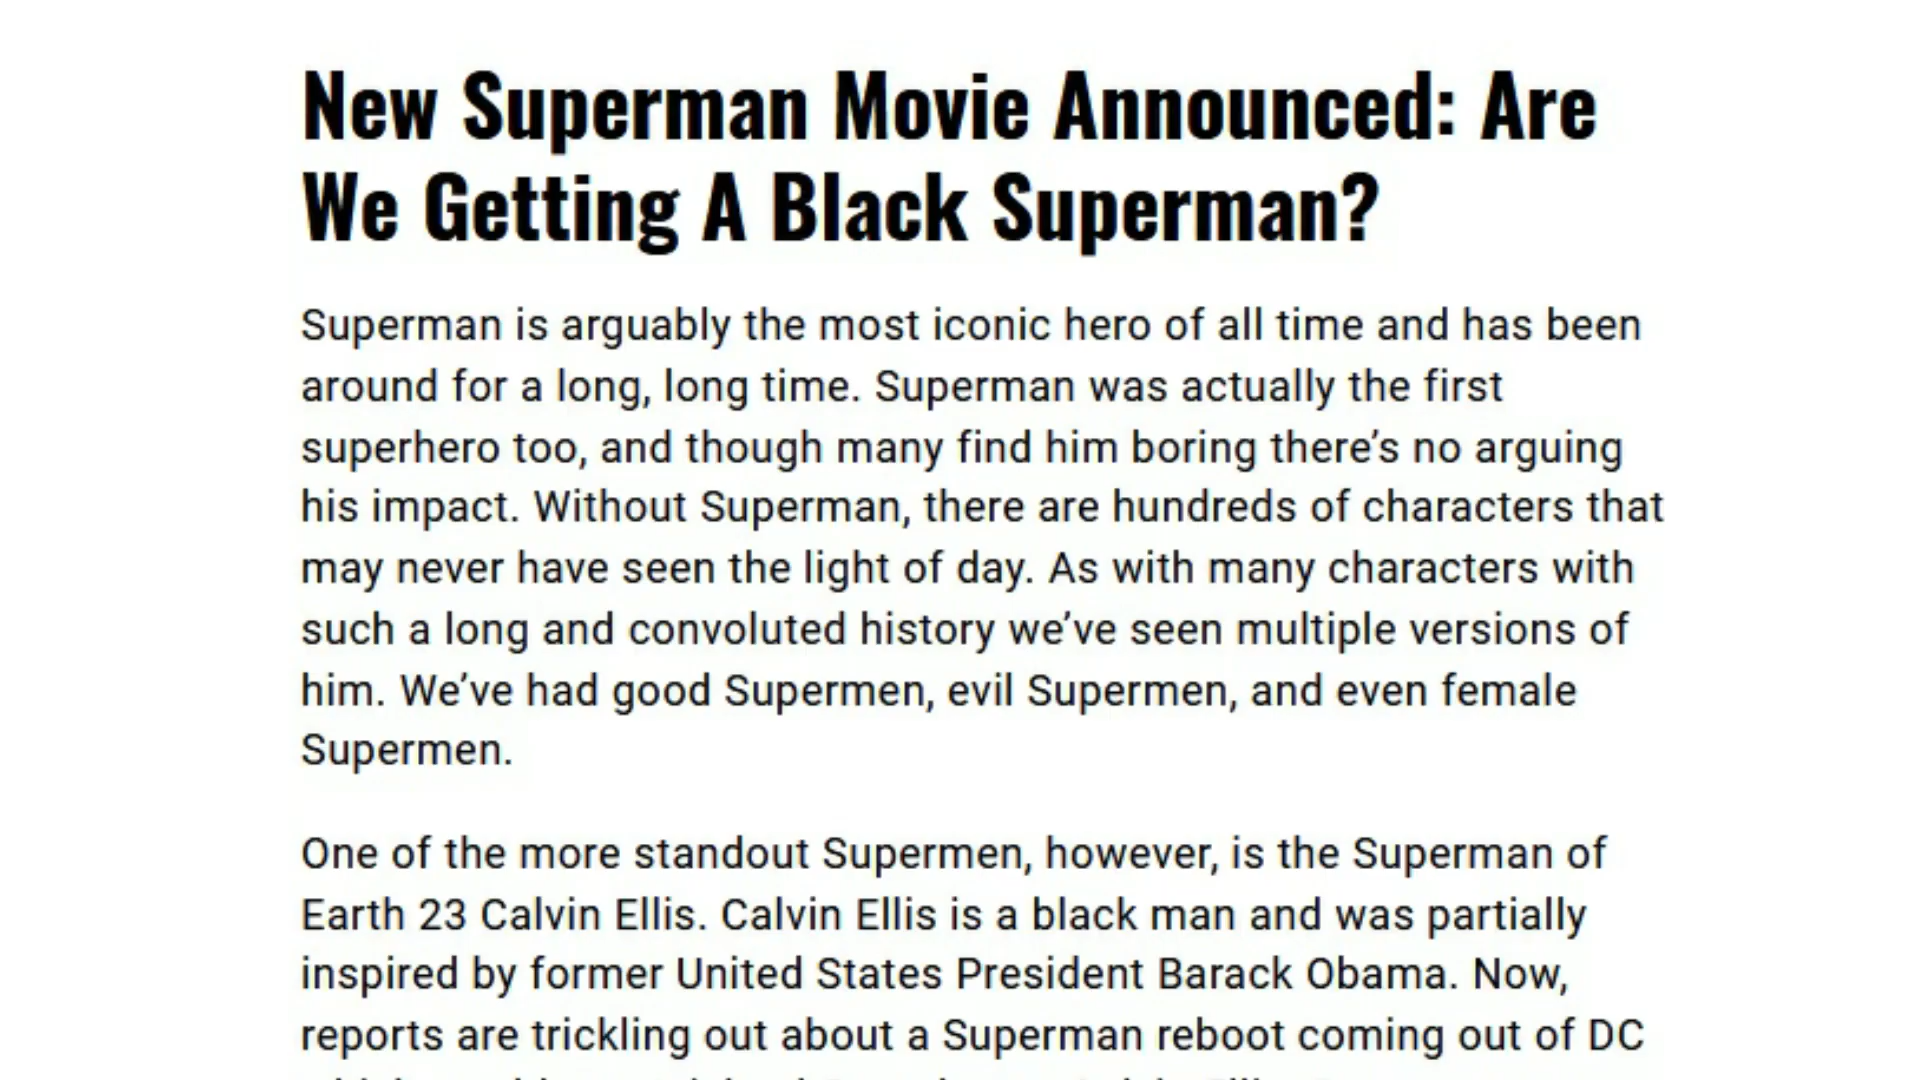 New Superman Movie Announced: Are
We Getting A Black Superman?
Superman is arguably the most iconic hero of all time and has been
around for a long, long time. Superman was actually the first
superhero too, and though many find him boring there’s no arguing
his impact. Without Superman, there are hundreds of characters that
may never have seen the light of day. As with many characters with
such a long and convoluted history we’ve seen multiple versions of
him. We’ve had good Supermen, evil Supermen, and even female
Supermen.
One of the more standout Supermen, however, is the Superman of
Earth 23 Calvin Ellis. Calvin Ellis is a black man and was partially
inspired by former United States President Barack Obama. Now,
reports are trickling out about a Superman reboot coming out of DC